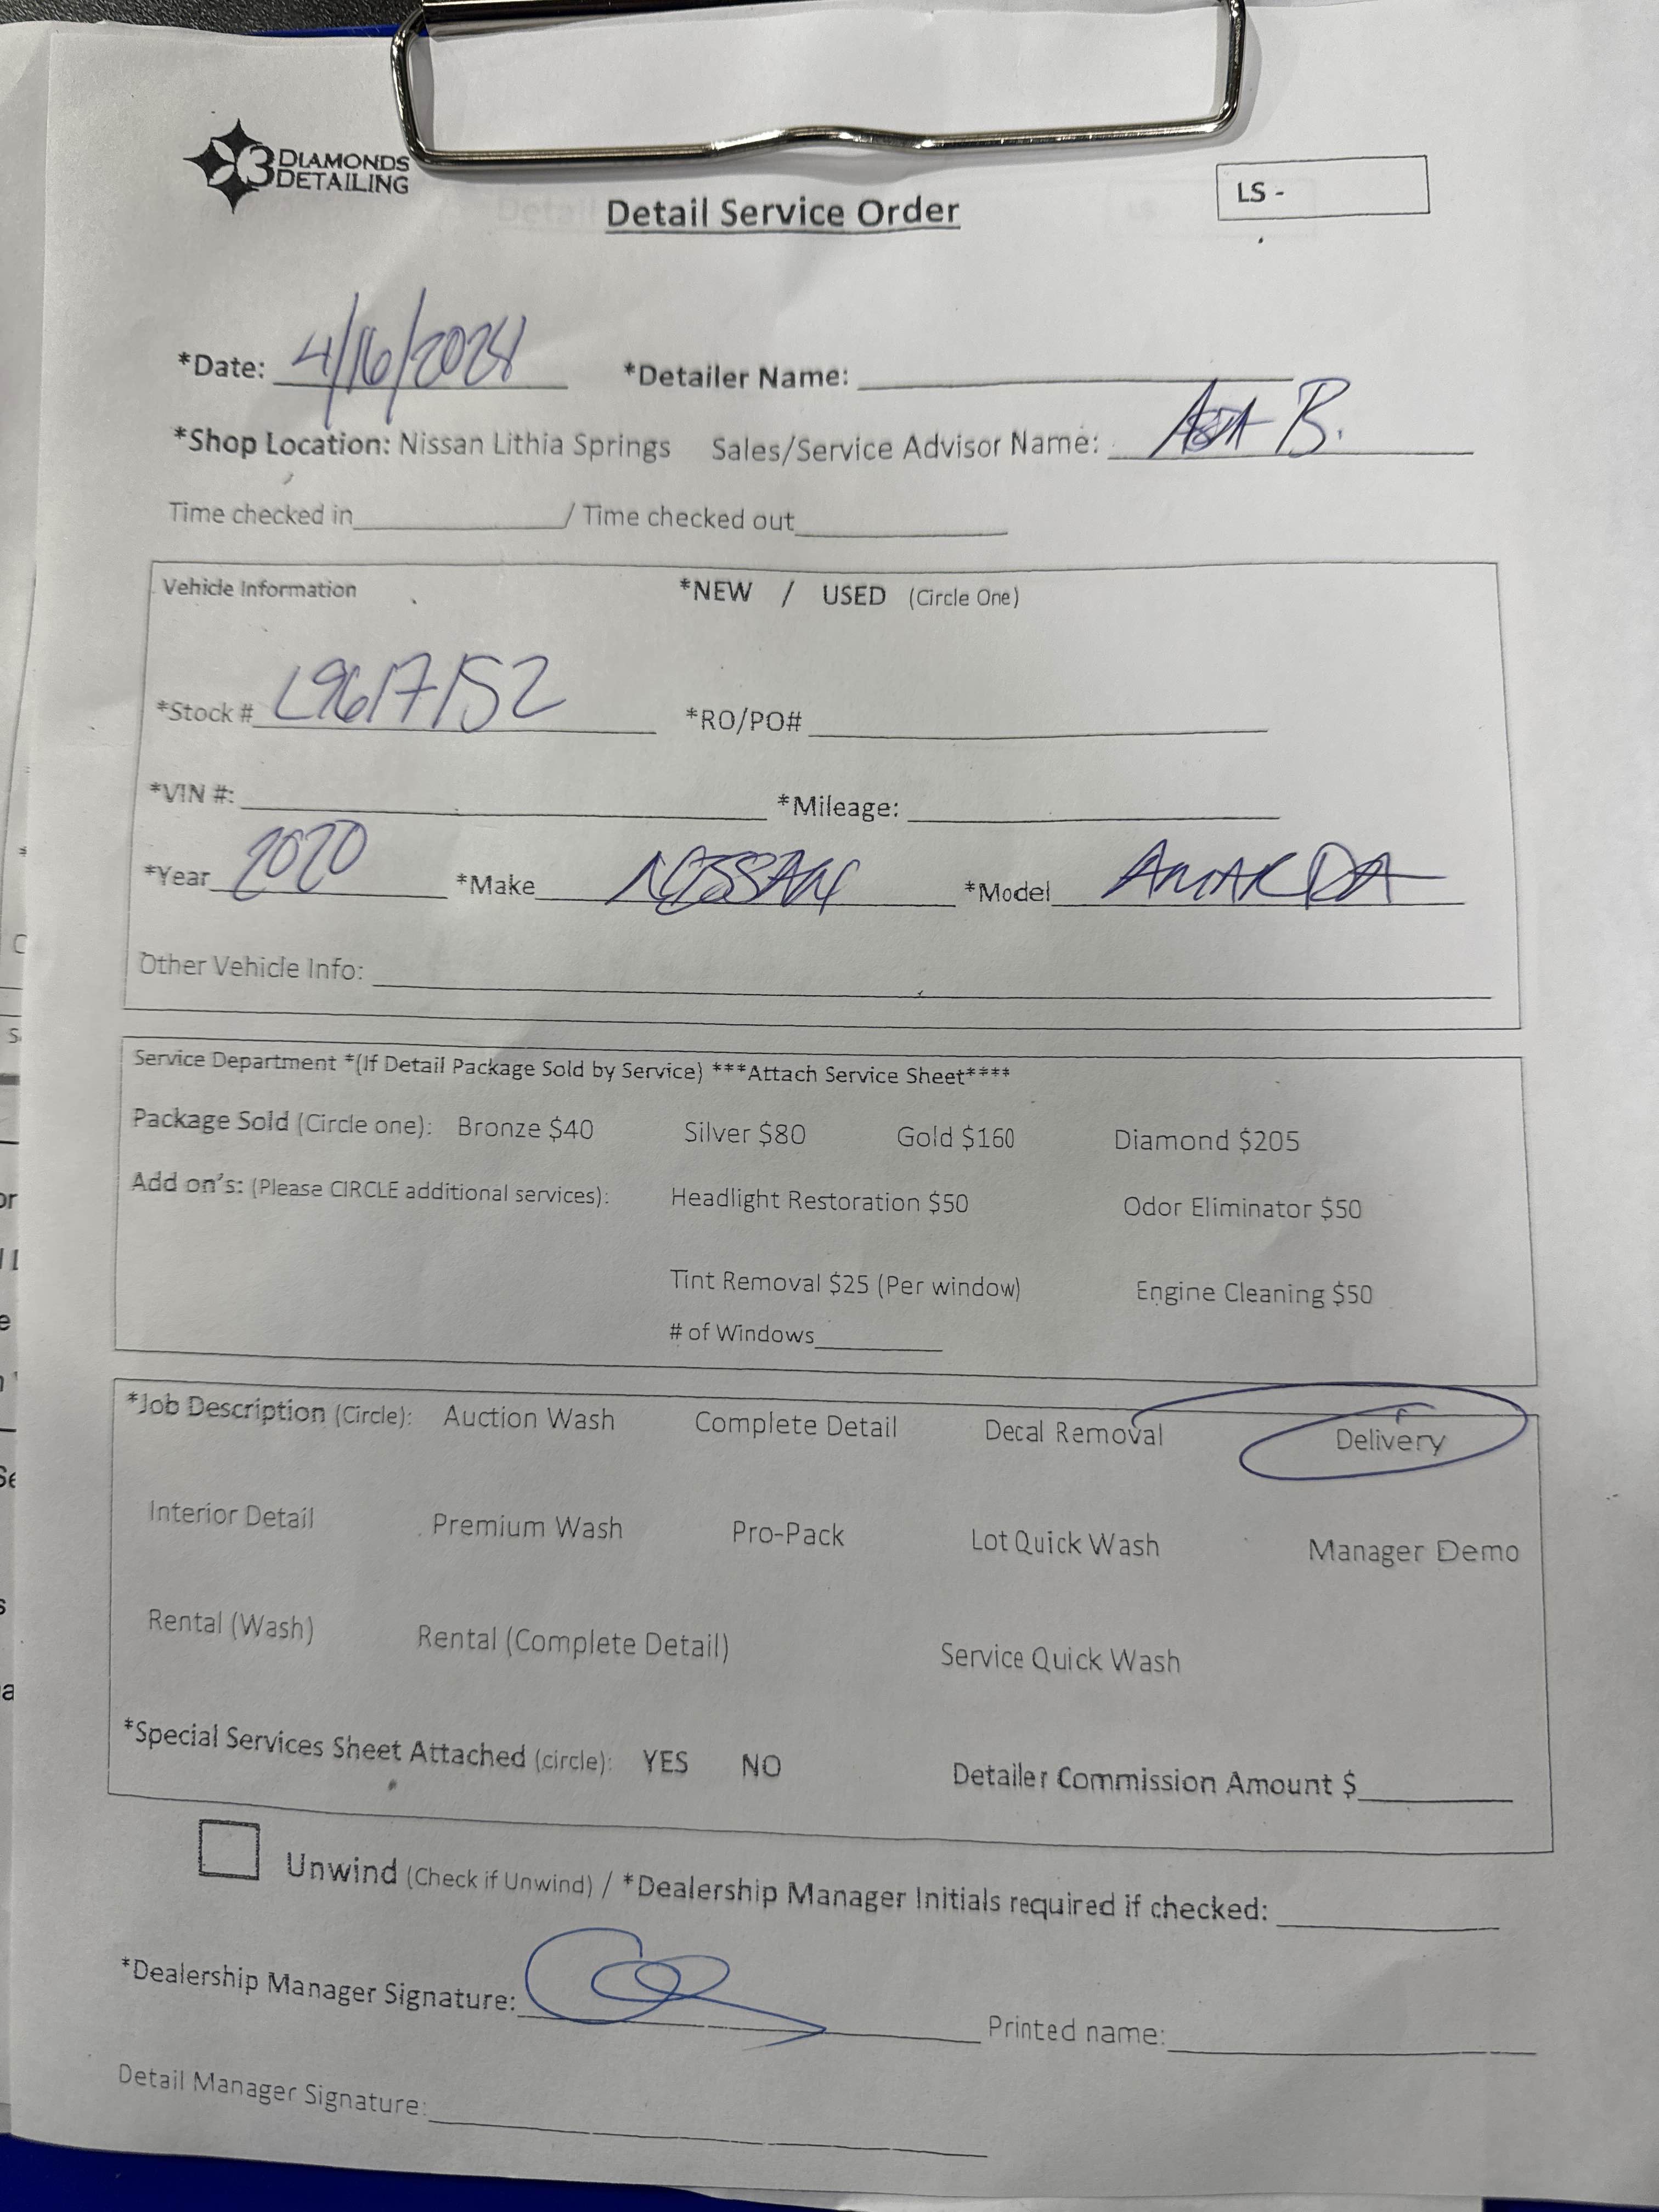 3 DIAMONDS
DETAILING
LS -
Detail Service Order
*Date: 4/16/2024 *Detailer Name:
*Shop Location: Nissan Lithia Springs Sales/Service Advisor Name: B.
Time checked in / Time checked out
Vehicle Information *NEW / USED (Circle One)
*Stock # L9617152 *RO/PO#
*VIN #: *Mileage:
*Year 2020 *Make NISSAN *Model
Other Vehicle Info:
Service Department *(If Detail Package Sold by Service) ***Attach Service Sheet****
Package Sold (Circle one): Bronze $40 Silver $80 Gold $160 Diamond $205
Add on's: (Please CIRCLE additional services): Headlight Restoration $50 Odor Eliminator $50
Tint Removal $25 (Per window) Engine Cleaning $50
# of Windows
*Job Description (Circle): Auction Wash Complete Detail Decal Removal Delivery
Interior Detail Premium Wash Pro-Pack Lot Quick Wash Manager Demo
Rental (Wash) Rental (Complete Detail) Service Quick Wash
*Special Services Sheet Attached (circle): YES NO Detailer Commission Amount $
Unwind (Check if Unwind) / *Dealership Manager Initials required if checked:
*Dealership Manager Signature: Printed name:
Detail Manager Signature: